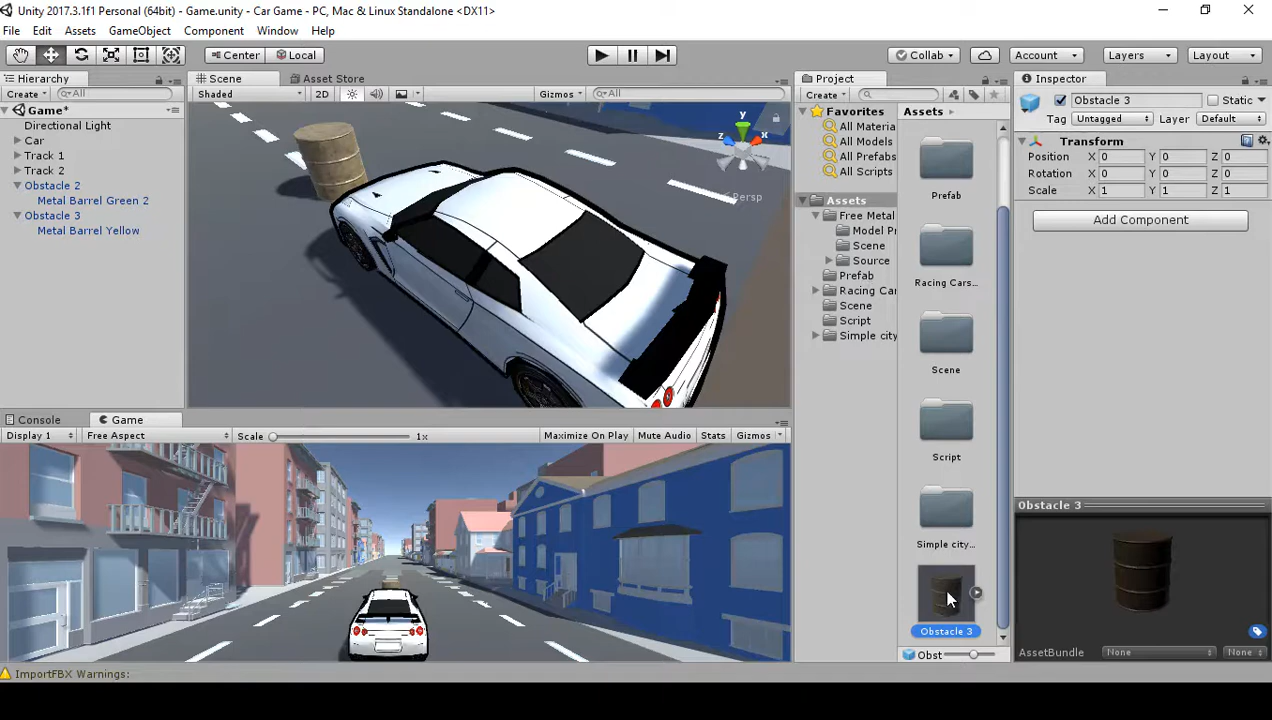 Unity 2017.3.1f1 Personal (64bit) - Game.unity - Car Game - PC, Mac & Linux Standalone <DX11>
File Edit Assets GameObject Component Window Help
Center Local Collab Account Layers Layout
Hierarchy
Create All
Game*
Directional Light
Car
Track 1
Track 2
Obstacle 2
Metal Barrel Green 2
Obstacle 3
Metal Barrel Yellow
Scene Asset Store
Shaded 2D Gizmos All
y
z x
Persp
Console Game
Display 1 Free Aspect Scale 1x Maximize On Play Mute Audio Stats Gizmos
Project
Create
Favorites
All Materia
All Models
All Prefabs
All Scripts
Assets
Free Metal
Model Pr
Scene
Source
Prefab
Racing Car
Scene
Script
Simple city
Assets
Prefab
Racing Cars...
Scene
Script
Simple city...
Obstacle 3
Obst
Inspector
Obstacle 3 Static
Tag Untagged Layer Default
Transform
Position X 0 Y 0 Z 0
Rotation X 0 Y 0 Z 0
Scale X 1 Y 1 Z 1
Add Component
Obstacle 3
AssetBundle None None
ImportFBX Warnings: